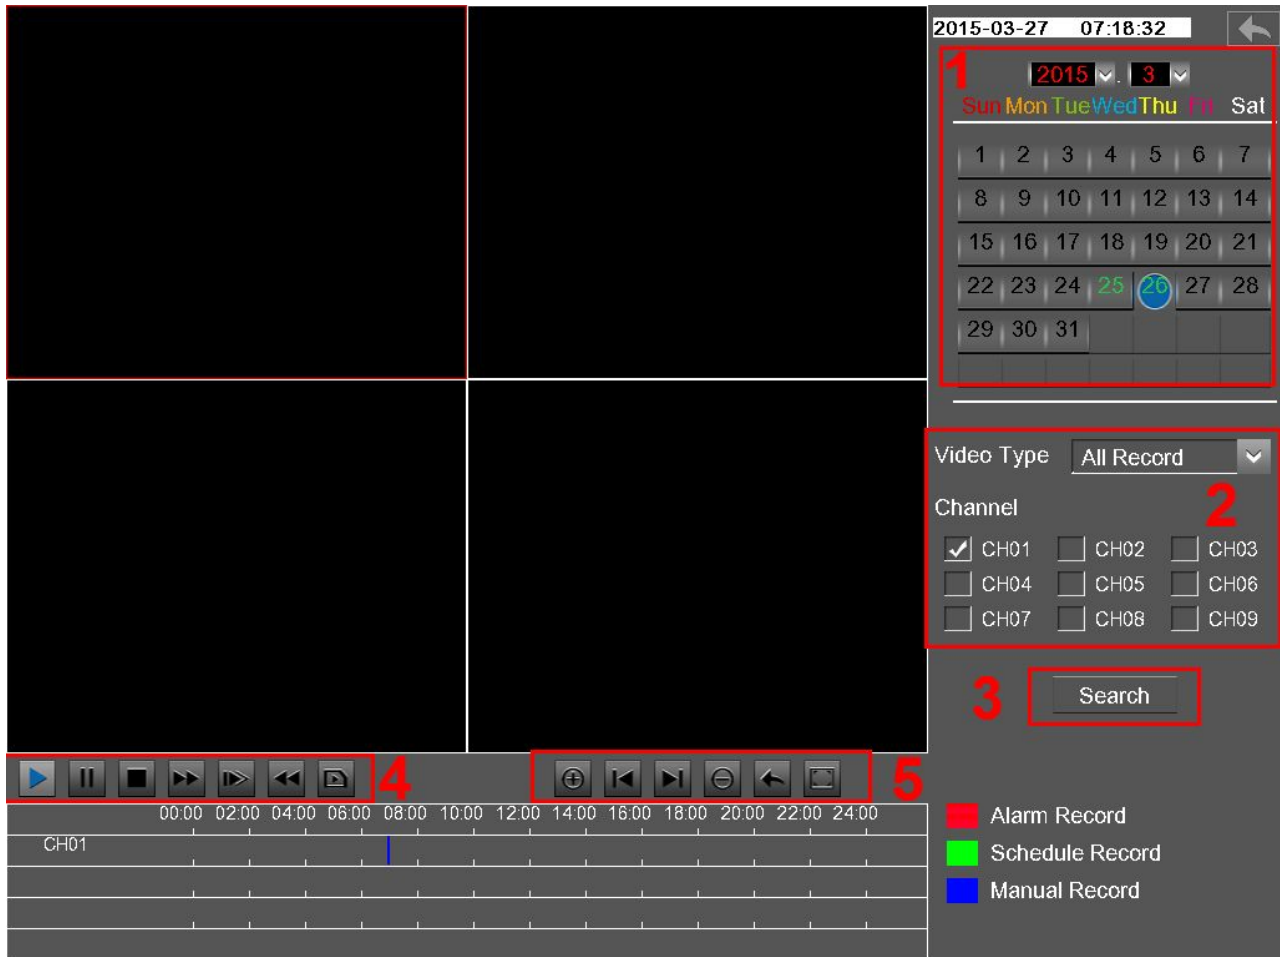 2015-03-27 07:18:32
1
2015 . 3
Sun Mon Tue Wed Thu Fri Sat
1 2 3 4 5 6 7
8 9 10 11 12 13 14
15 16 17 18 19 20 21
22 23 24 25 26 27 28
29 30 31
Video Type All Record
2
Channel
CH01 CH02 CH03
CH04 CH05 CH06
CH07 CH08 CH09
3 Search
4 5
00:00 02:00 04:00 06:00 08:00 10:00 12:00 14:00 16:00 18:00 20:00 22:00 24:00
CH01
Alarm Record
Schedule Record
Manual Record